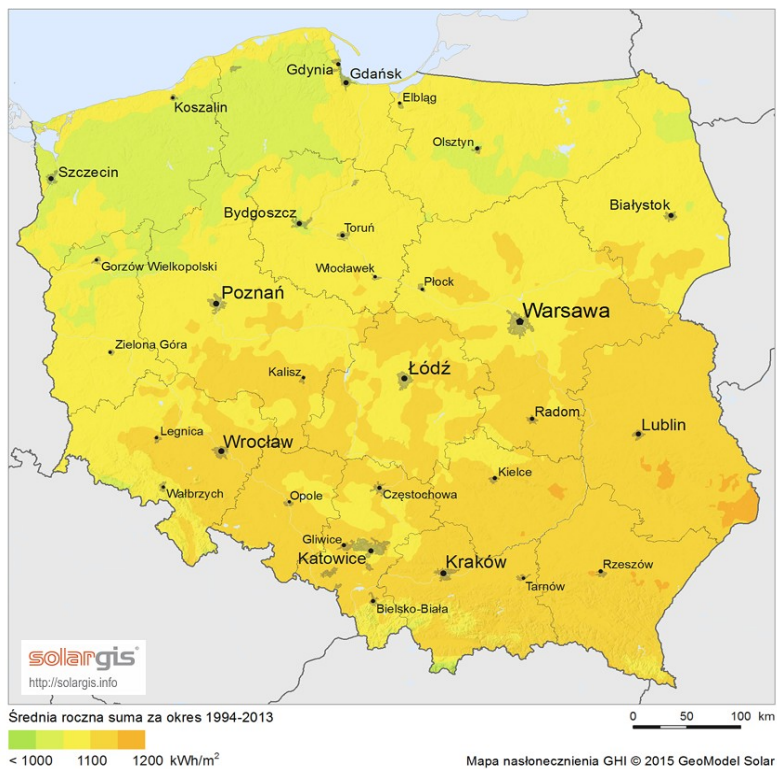 Gdynia
Gdańsk
Elbląg
Koszalin
Olsztyn
Szczecin
Białystok
Bydgoszcz
Toruń
Gorzów Wielkopolski
Włocławek
Płock
Poznań
Warsawa
Zielona Góra
Łódź
Kalisz
Radom
Lublin
Legnica
Wrocław
Kielce
Wałbrzych
Opole
Częstochowa
Gliwice
Katowice
Kraków
Rzeszów
Tarnów
Bielsko-Biała
solargis®
http://solargis.info
Średnia roczna suma za okres 1994-2013
0 50 100 km
< 1000 1100 1200 kWh/m²
Mapa nasłonecznienia GHI © 2015 GeoModel Solar